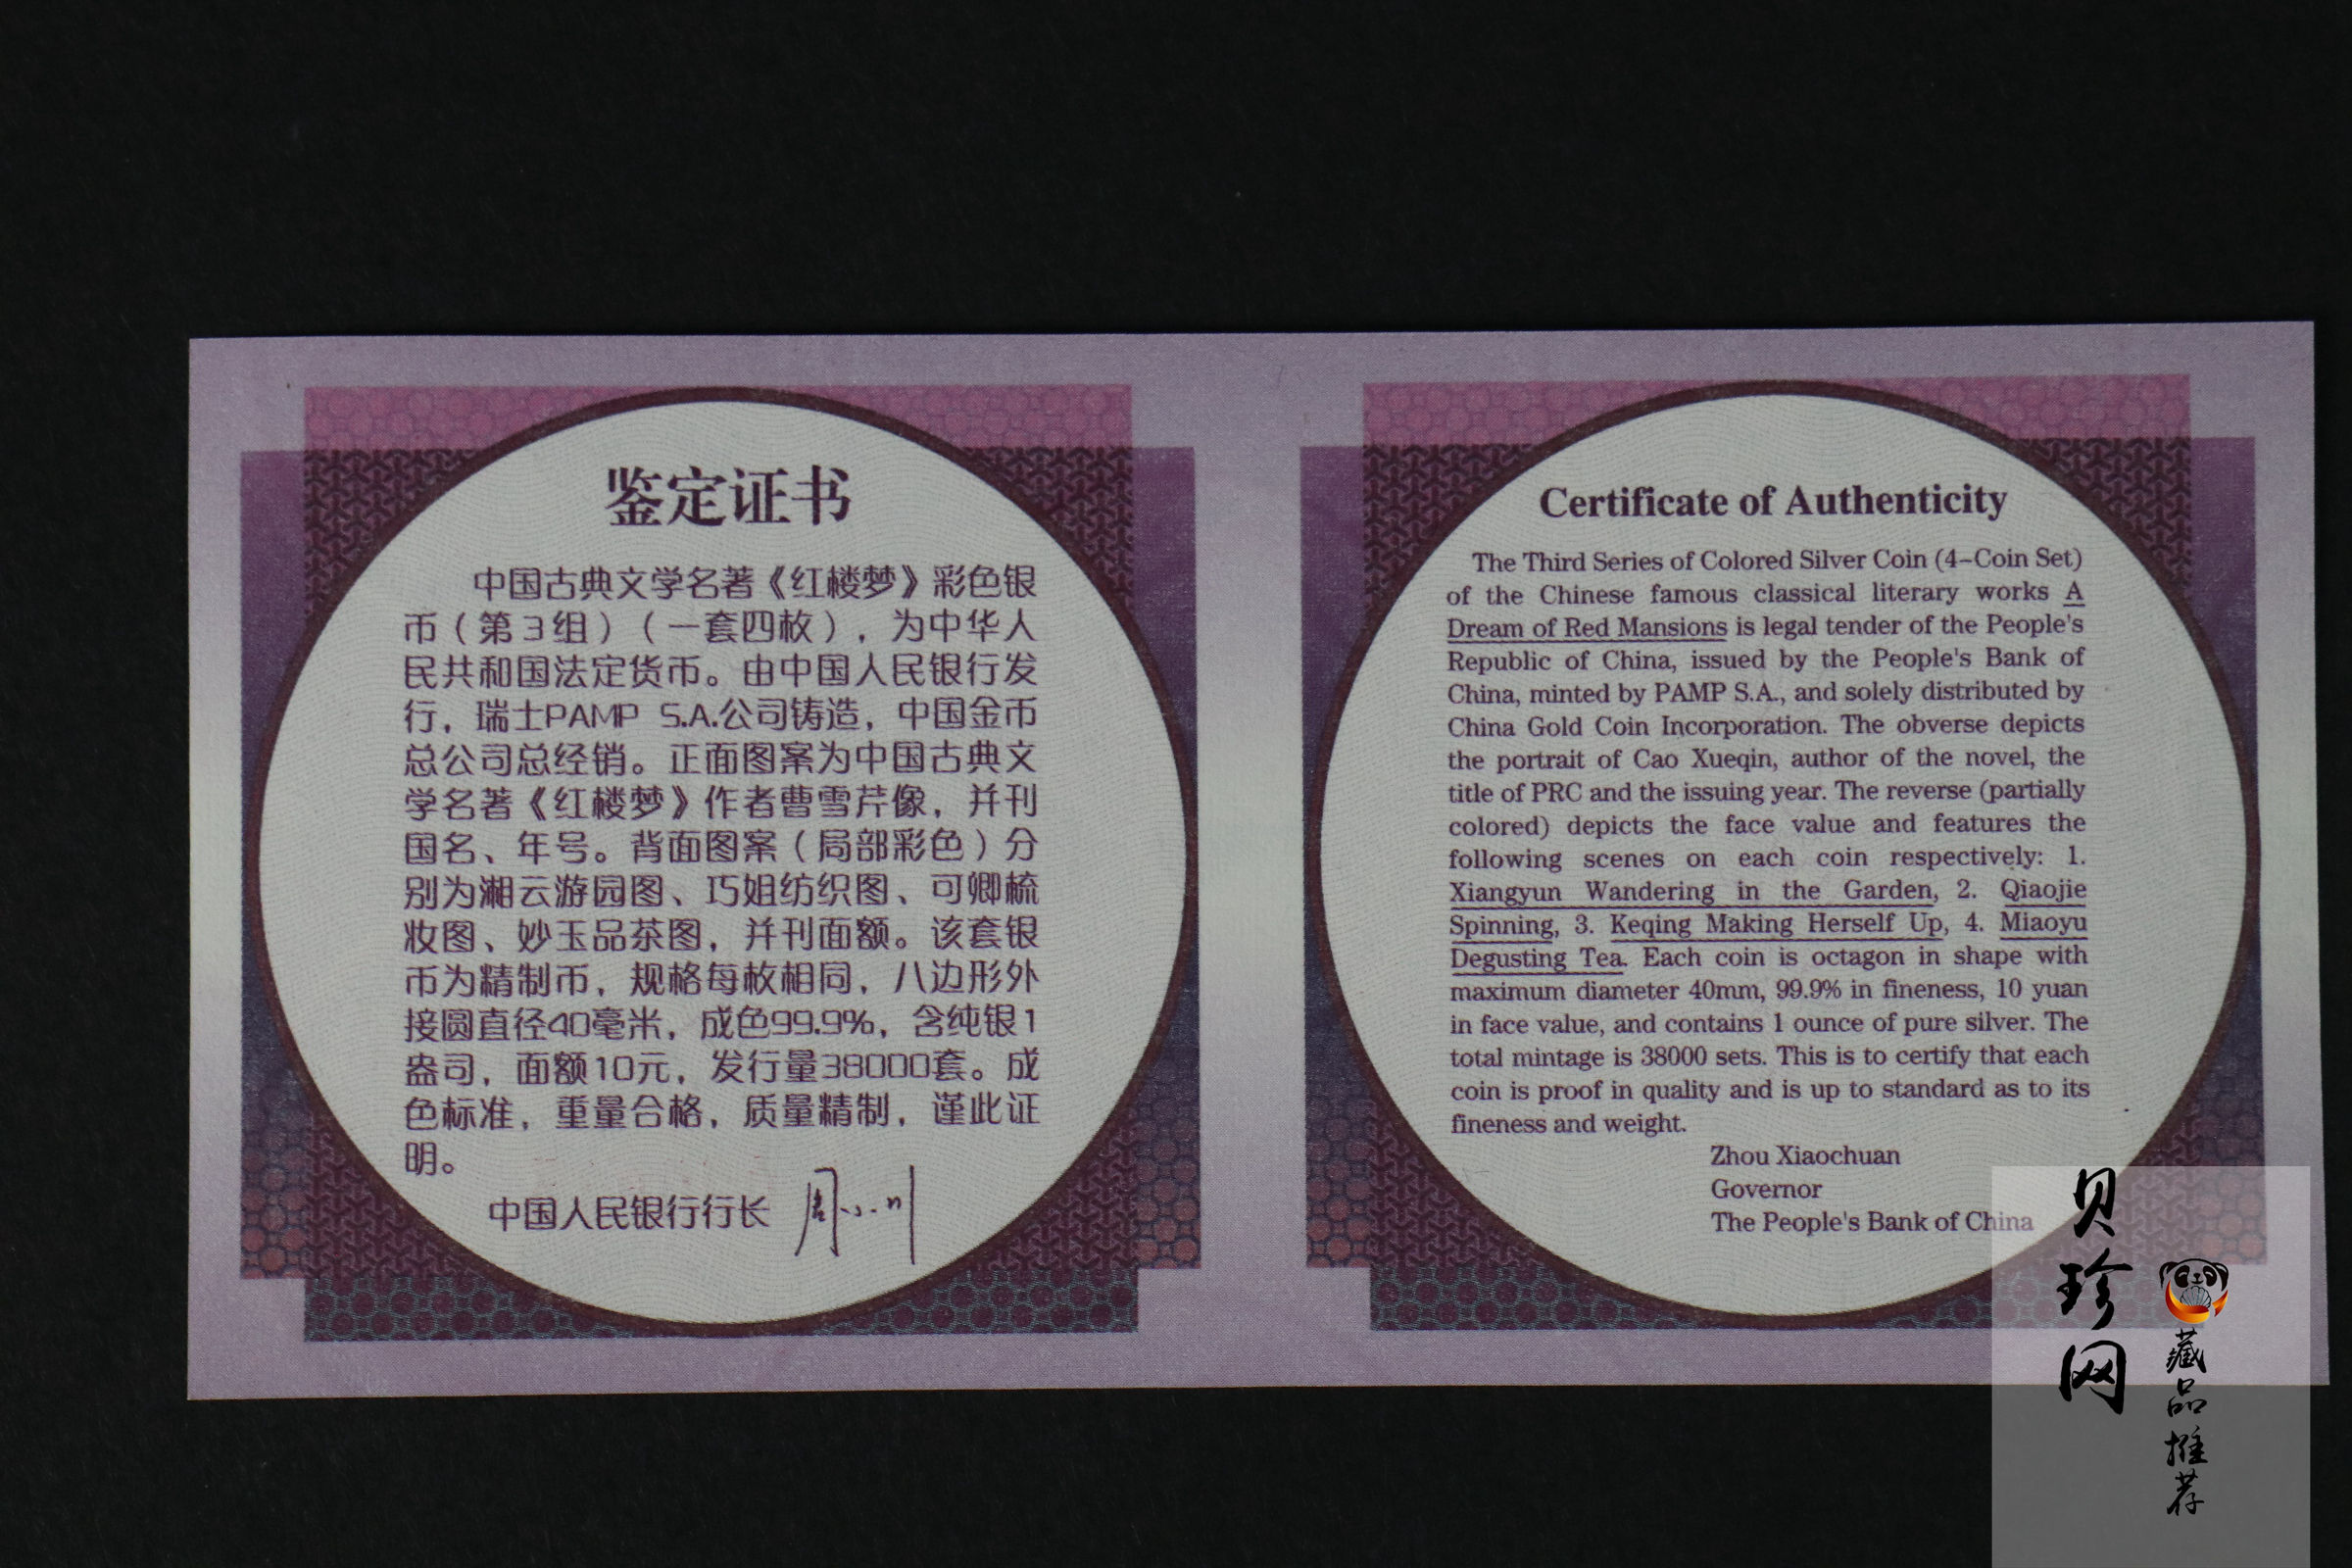 鉴定证书
中国古典文学名著《红楼梦》彩色银
币（第3组）（一套四枚），为中华人
民共和国法定货币。由中国人民银行发
行，瑞士PAMP S.A.公司铸造，中国金币
总公司总经销。正面图案为中国古典文
学名著《红楼梦》作者曹雪芹像，并刊
国名、年号。背面图案（局部彩色）分
别为湘云游园图、巧姐纺织图、可卿梳
妆图、妙玉品茶图，并刊面额。该套银
币为精制币，规格每枚相同，八边形外
接圆直径40毫米，成色99.9%，含纯银1
盎司，面额10元，发行量38000套。成
色标准，重量合格，质量精制，谨此证
明。
中国人民银行行长 周小川
Certificate of Authenticity
The Third Series of Colored Silver Coin (4-Coin Set)
of the Chinese famous classical literary works A
Dream of Red Mansions is legal tender of the People's
Republic of China, issued by the People's Bank of
China, minted by PAMP S.A., and solely distributed by
China Gold Coin Incorporation. The obverse depicts
the portrait of Cao Xueqin, author of the novel, the
title of PRC and the issuing year. The reverse (partially
colored) depicts the face value and features the
following scenes on each coin respectively: 1.
Xiangyun Wandering in the Garden, 2. Qiaojie
Spinning, 3. Keqing Making Herself Up, 4. Miaoyu
Degusting Tea. Each coin is octagon in shape with
maximum diameter 40mm, 99.9% in fineness, 10 yuan
in face value, and contains 1 ounce of pure silver. The
total mintage is 38000 sets. This is to certify that each
coin is proof in quality and is up to standard as to its
fineness and weight.
Zhou Xiaochuan
Governor
The People's Bank of China
贝珍网
藏品推荐